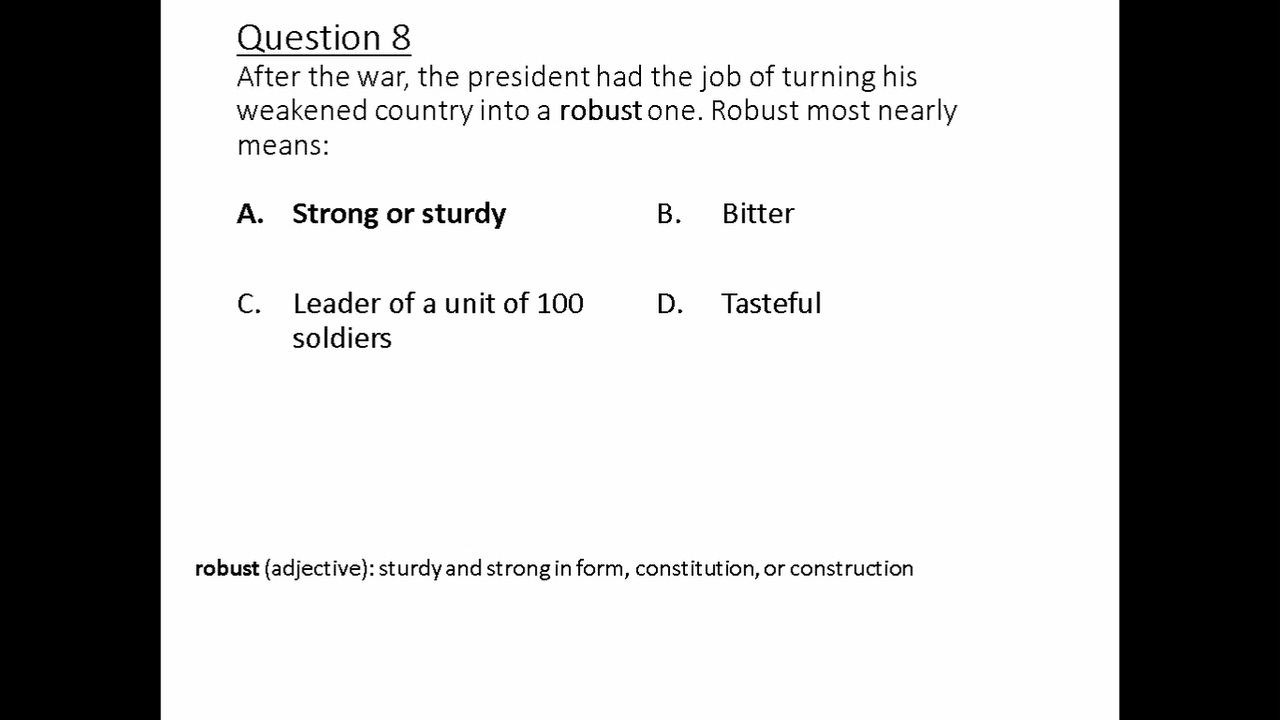 Question 8
After the war, the president had the job of turning his
weakened country into a robust one. Robust most nearly
means:
A. Strong or sturdy B. Bitter
C. Leader of a unit of 100 D. Tasteful
soldiers
robust (adjective): sturdy and strong in form, constitution, or construction